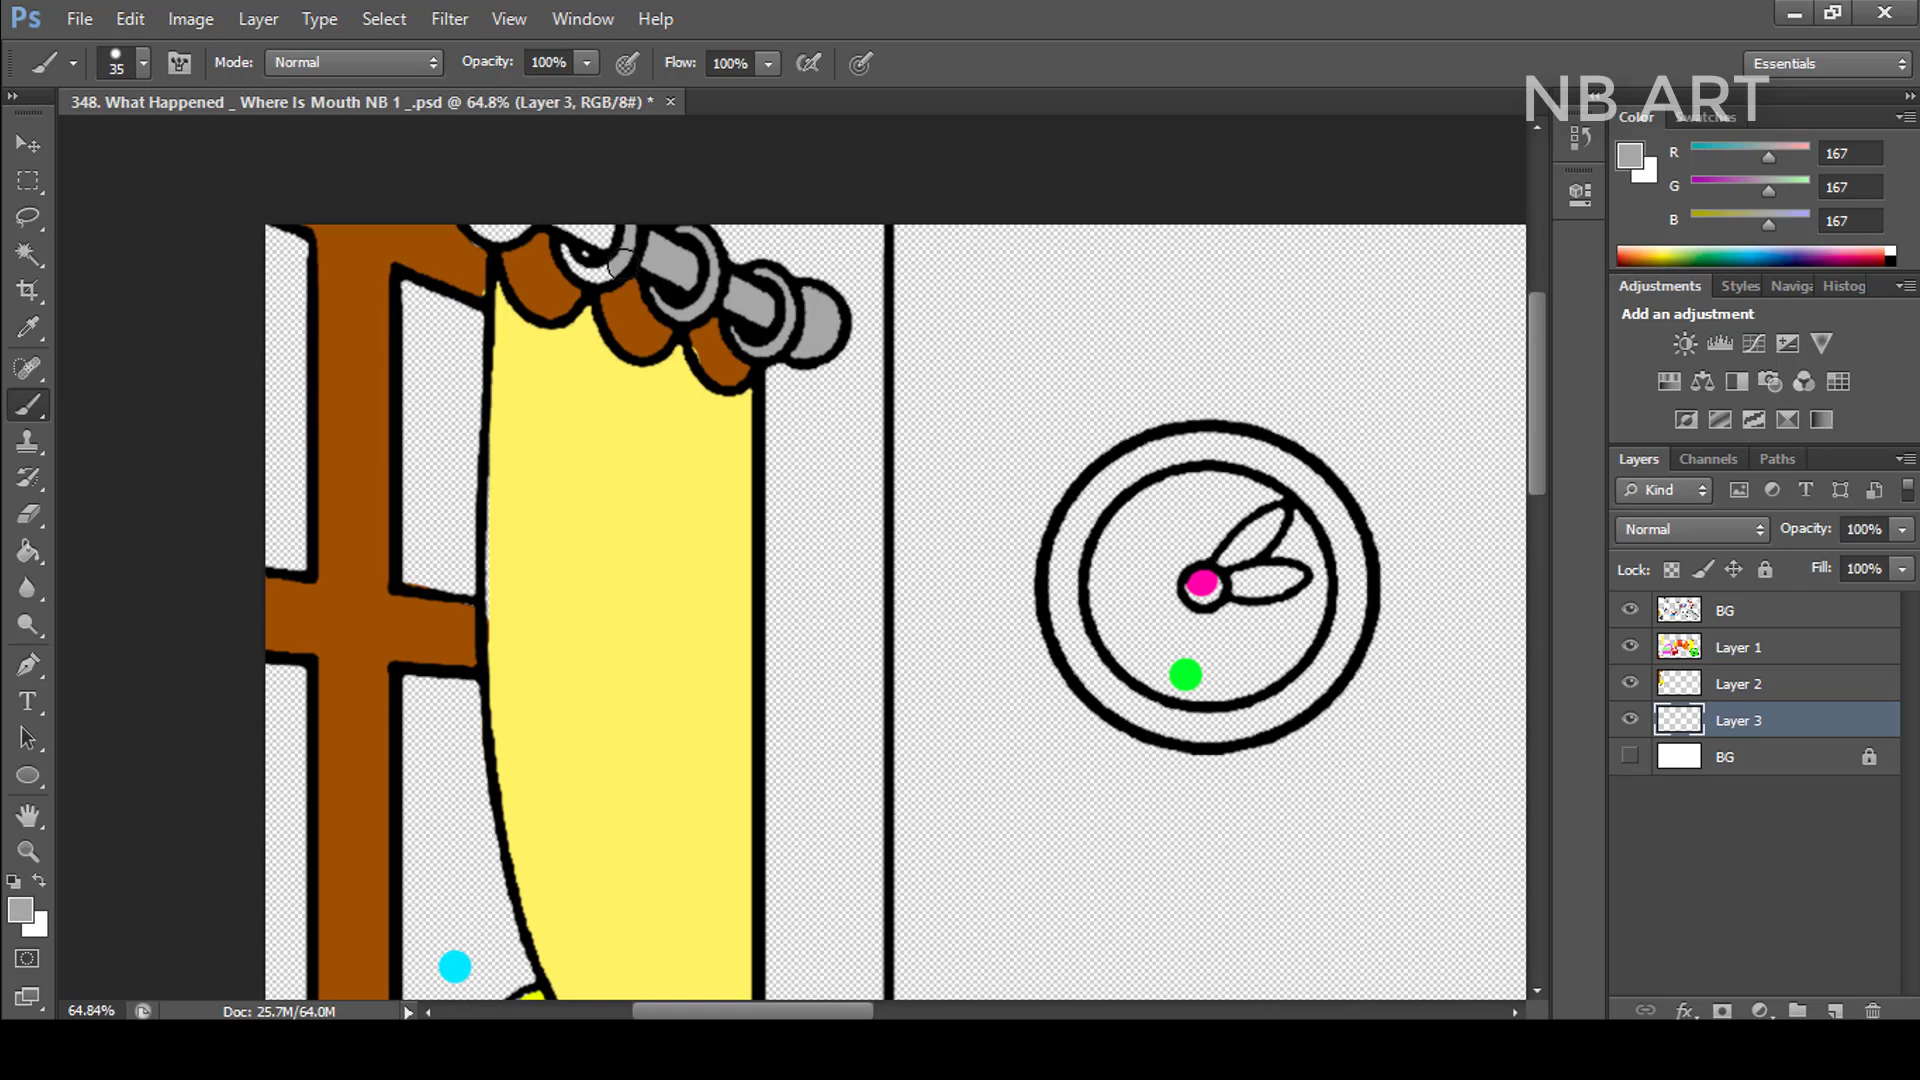 Ps File Edit Image Layer Type Select Filter View Window Help
35 Mode: Normal Opacity: 100% Flow: 100% Essentials
348. What Happened _ Where Is Mouth NB 1 _.psd @ 64.8% (Layer 3, RGB/8#) * ×
NB ART
Color Swatches
R 167
G 167
B 167
Adjustments Styles Naviga Histog
Add an adjustment
Layers Channels Paths
Kind
Normal Opacity: 100%
Lock: Fill: 100%
BG
Layer 1
Layer 2
Layer 3
BG
64.84% Doc: 25.7M/64.0M